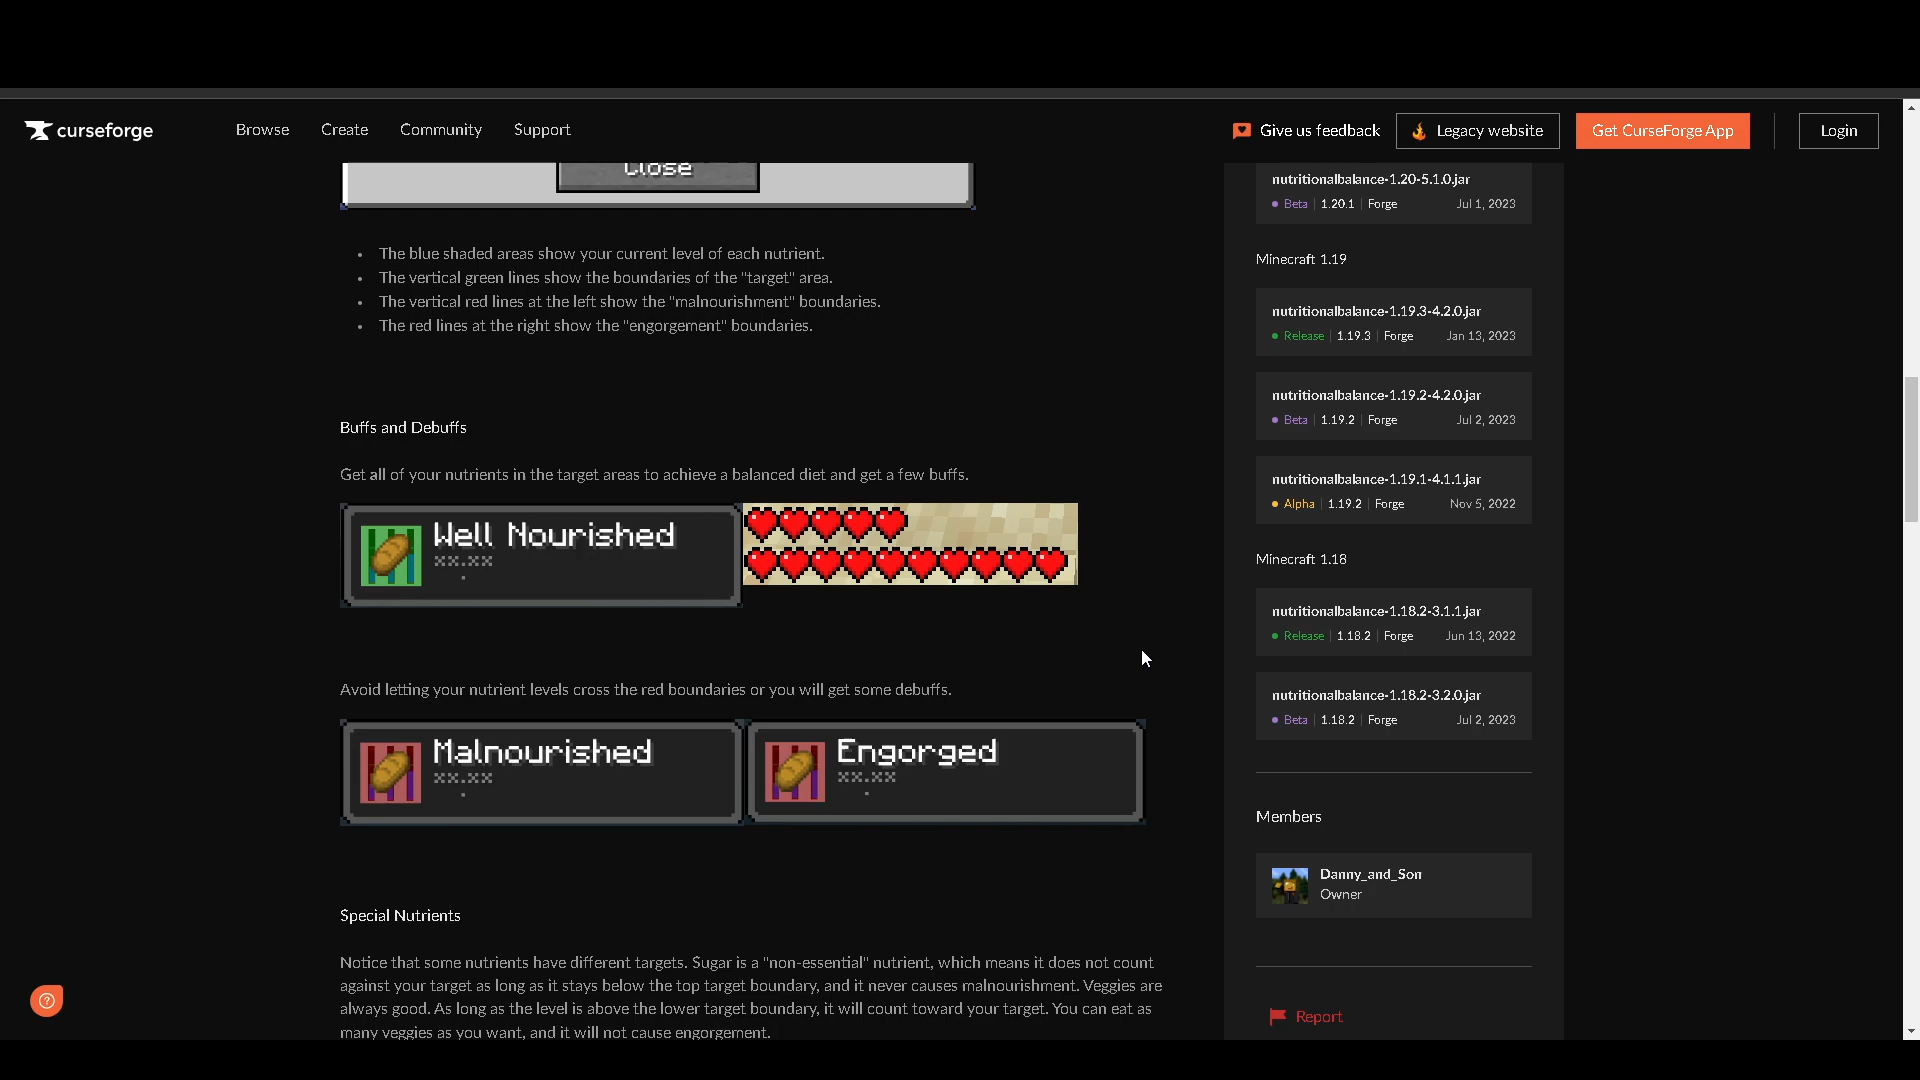 curseforge
Browse
Create
Community
Support
Give us feedback
Legacy website
Get CurseForge App
Login
Close
The blue shaded areas show your current level of each nutrient.
The vertical green lines show the boundaries of the "target" area.
The vertical red lines at the left show the "malnourishment" boundaries.
The red lines at the right show the "engorgement" boundaries.
Buffs and Debuffs
Get all of your nutrients in the target areas to achieve a balanced diet and get a few buffs.
Well Nourished
xx.xx
Avoid letting your nutrient levels cross the red boundaries or you will get some debuffs.
Malnourished
xx.xx
Engorged
xx.xx
Special Nutrients
Notice that some nutrients have different targets. Sugar is a "non-essential" nutrient, which means it does not count
against your target as long as it stays below the top target boundary, and it never causes malnourishment. Veggies are
always good. As long as the level is above the lower target boundary, it will count toward your target. You can eat as
many veggies as you want, and it will not cause engorgement.
nutritionalbalance-1.20-5.1.0.jar
Beta | 1.20.1 | Forge Jul 1, 2023
Minecraft 1.19
nutritionalbalance-1.19.3-4.2.0.jar
Release | 1.19.3 | Forge Jan 13, 2023
nutritionalbalance-1.19.2-4.2.0.jar
Beta | 1.19.2 | Forge Jul 2, 2023
nutritionalbalance-1.19.1-4.1.1.jar
Alpha | 1.19.2 | Forge Nov 5, 2022
Minecraft 1.18
nutritionalbalance-1.18.2-3.1.1.jar
Release | 1.18.2 | Forge Jun 13, 2022
nutritionalbalance-1.18.2-3.2.0.jar
Beta | 1.18.2 | Forge Jul 2, 2023
Members
Danny_and_Son
Owner
Report